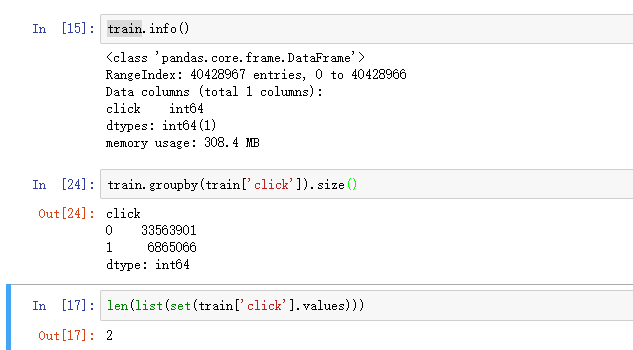 In [15]: train.info()
<class 'pandas.core.frame.DataFrame'>
RangeIndex: 40428967 entries, 0 to 40428966
Data columns (total 1 columns):
click    int64
dtypes: int64(1)
memory usage: 308.4 MB
In [24]: train.groupby(train['click']).size()
Out[24]: click
0    33563901
1     6865066
dtype: int64
In [17]: len(list(set(train['click'].values)))
Out[17]: 2